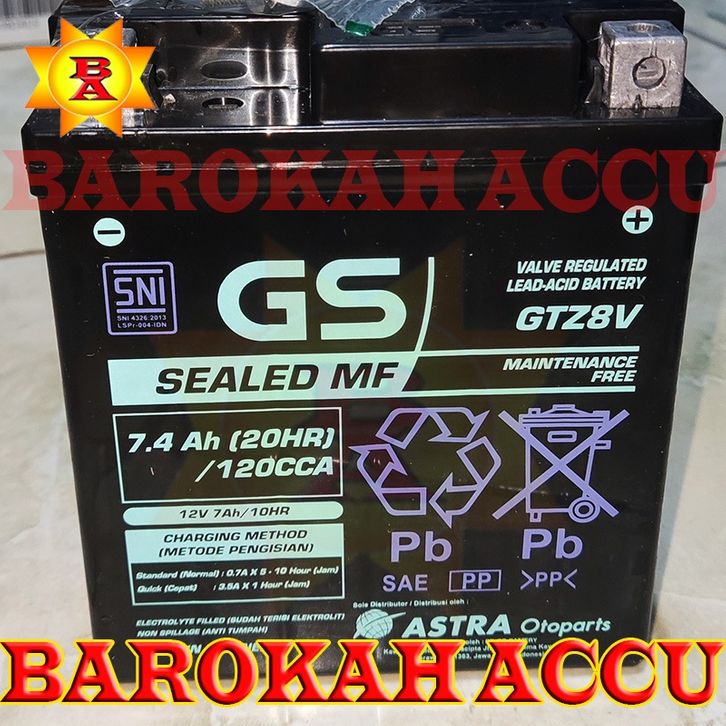 BA
BAROKAH ACCU
SNI
SNI 4326:2013
LSPr-004-IDN
GS
VALVE REGULATED
LEAD-ACID BATTERY
GTZ8V
SEALED MF
MAINTENANCE
FREE
7.4 Ah (20HR)
/120CCA
12V 7Ah/10HR
CHARGING METHOD
(METODE PENGISIAN)
Standard (Normal) : 0.7A X 5 - 10 Hour (Jam)
Quick (Cepat) : 3.5A X 1 Hour (Jam)
ELECTROLYTE FILLED (SUDAH TERISI ELEKTROLIT)
NON SPILLAGE (ANTI TUMPAH)
Pb
Pb
SAE
PP
>PP<
Sole Distributor / Distributed oleh :
ASTRA Otoparts
BAROKAH ACCU